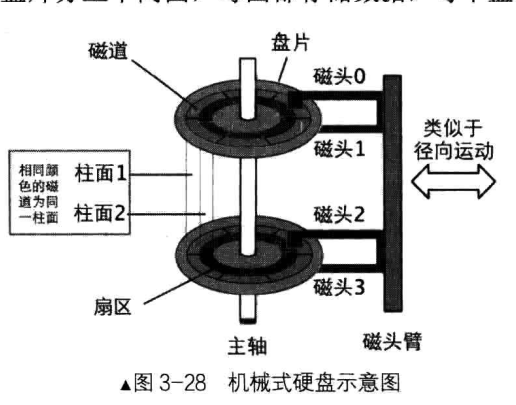 盘片
磁道
磁头0
磁头1
类似于
径向运动
相同颜
色的磁
道为同
一柱面
柱面1
柱面2
磁头2
磁头3
扇区
主轴
磁头臂
▲图 3-28 机械式硬盘示意图